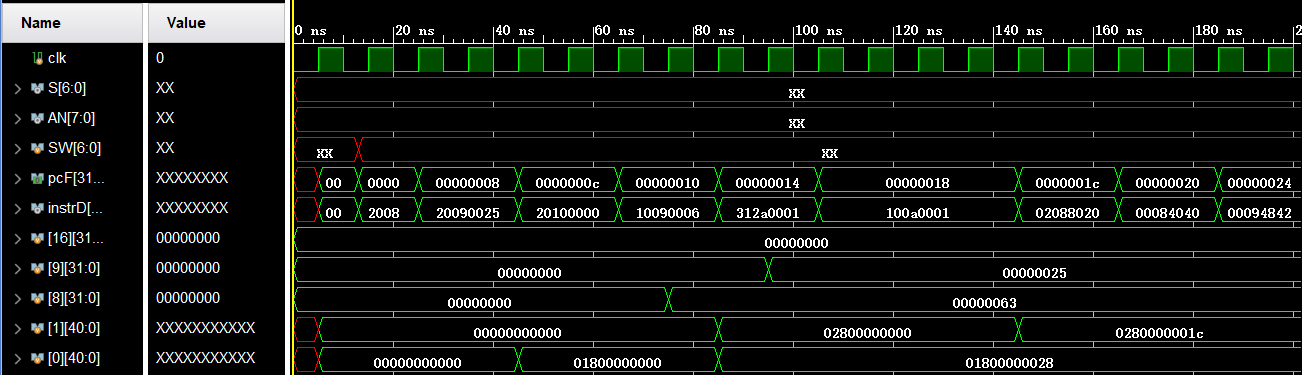 Name Value 0 ns 20 ns 40 ns 60 ns 80 ns 100 ns 120 ns 140 ns 160 ns 180 ns 2
clk 0
S[6:0] XX XX
AN[7:0] XX XX
SW[6:0] XX XX XX
pcF[31... XXXXXXXX 00 0000 00000008 0000000c 00000010 00000014 00000018 0000001c 00000020 00000024
instrD[... XXXXXXXX 00 2008 20090025 20100000 10090006 312a0001 100a0001 02088020 00084040 00094842
[16][31... 00000000 00000000
[9][31:0] 00000000 00000000 00000025
[8][31:0] 00000000 00000000 00000063
[1][40:0] XXXXXXXXXXX 00000000000 02800000000 0280000001c
[0][40:0] XXXXXXXXXXX 00000000000 01800000000 01800000028